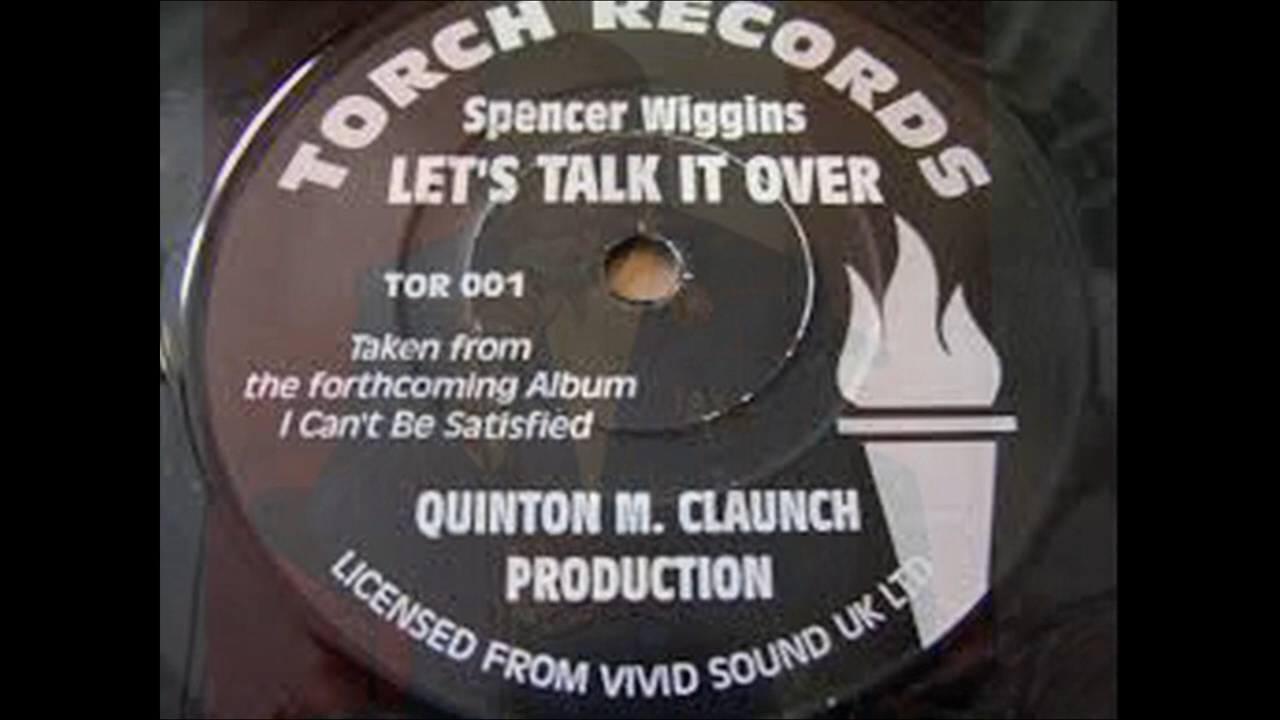 TORCH RECORDS
Spencer Wiggins
LET'S TALK IT OVER
TOR 001
Taken from
the forthcoming Album
I Can't Be Satisfied
QUINTON M. CLAUNCH
PRODUCTION
LICENSED FROM VIVID SOUND UK LTD